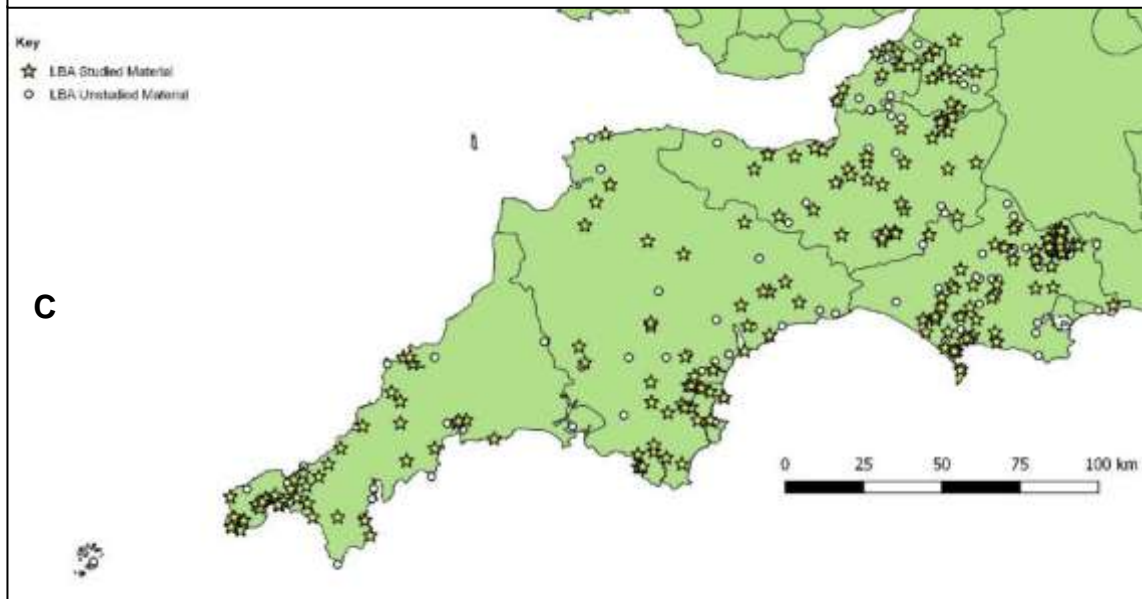 Key
LBA Studied Material
LBA Unstudied Material
C
0 25 50 75 100 km